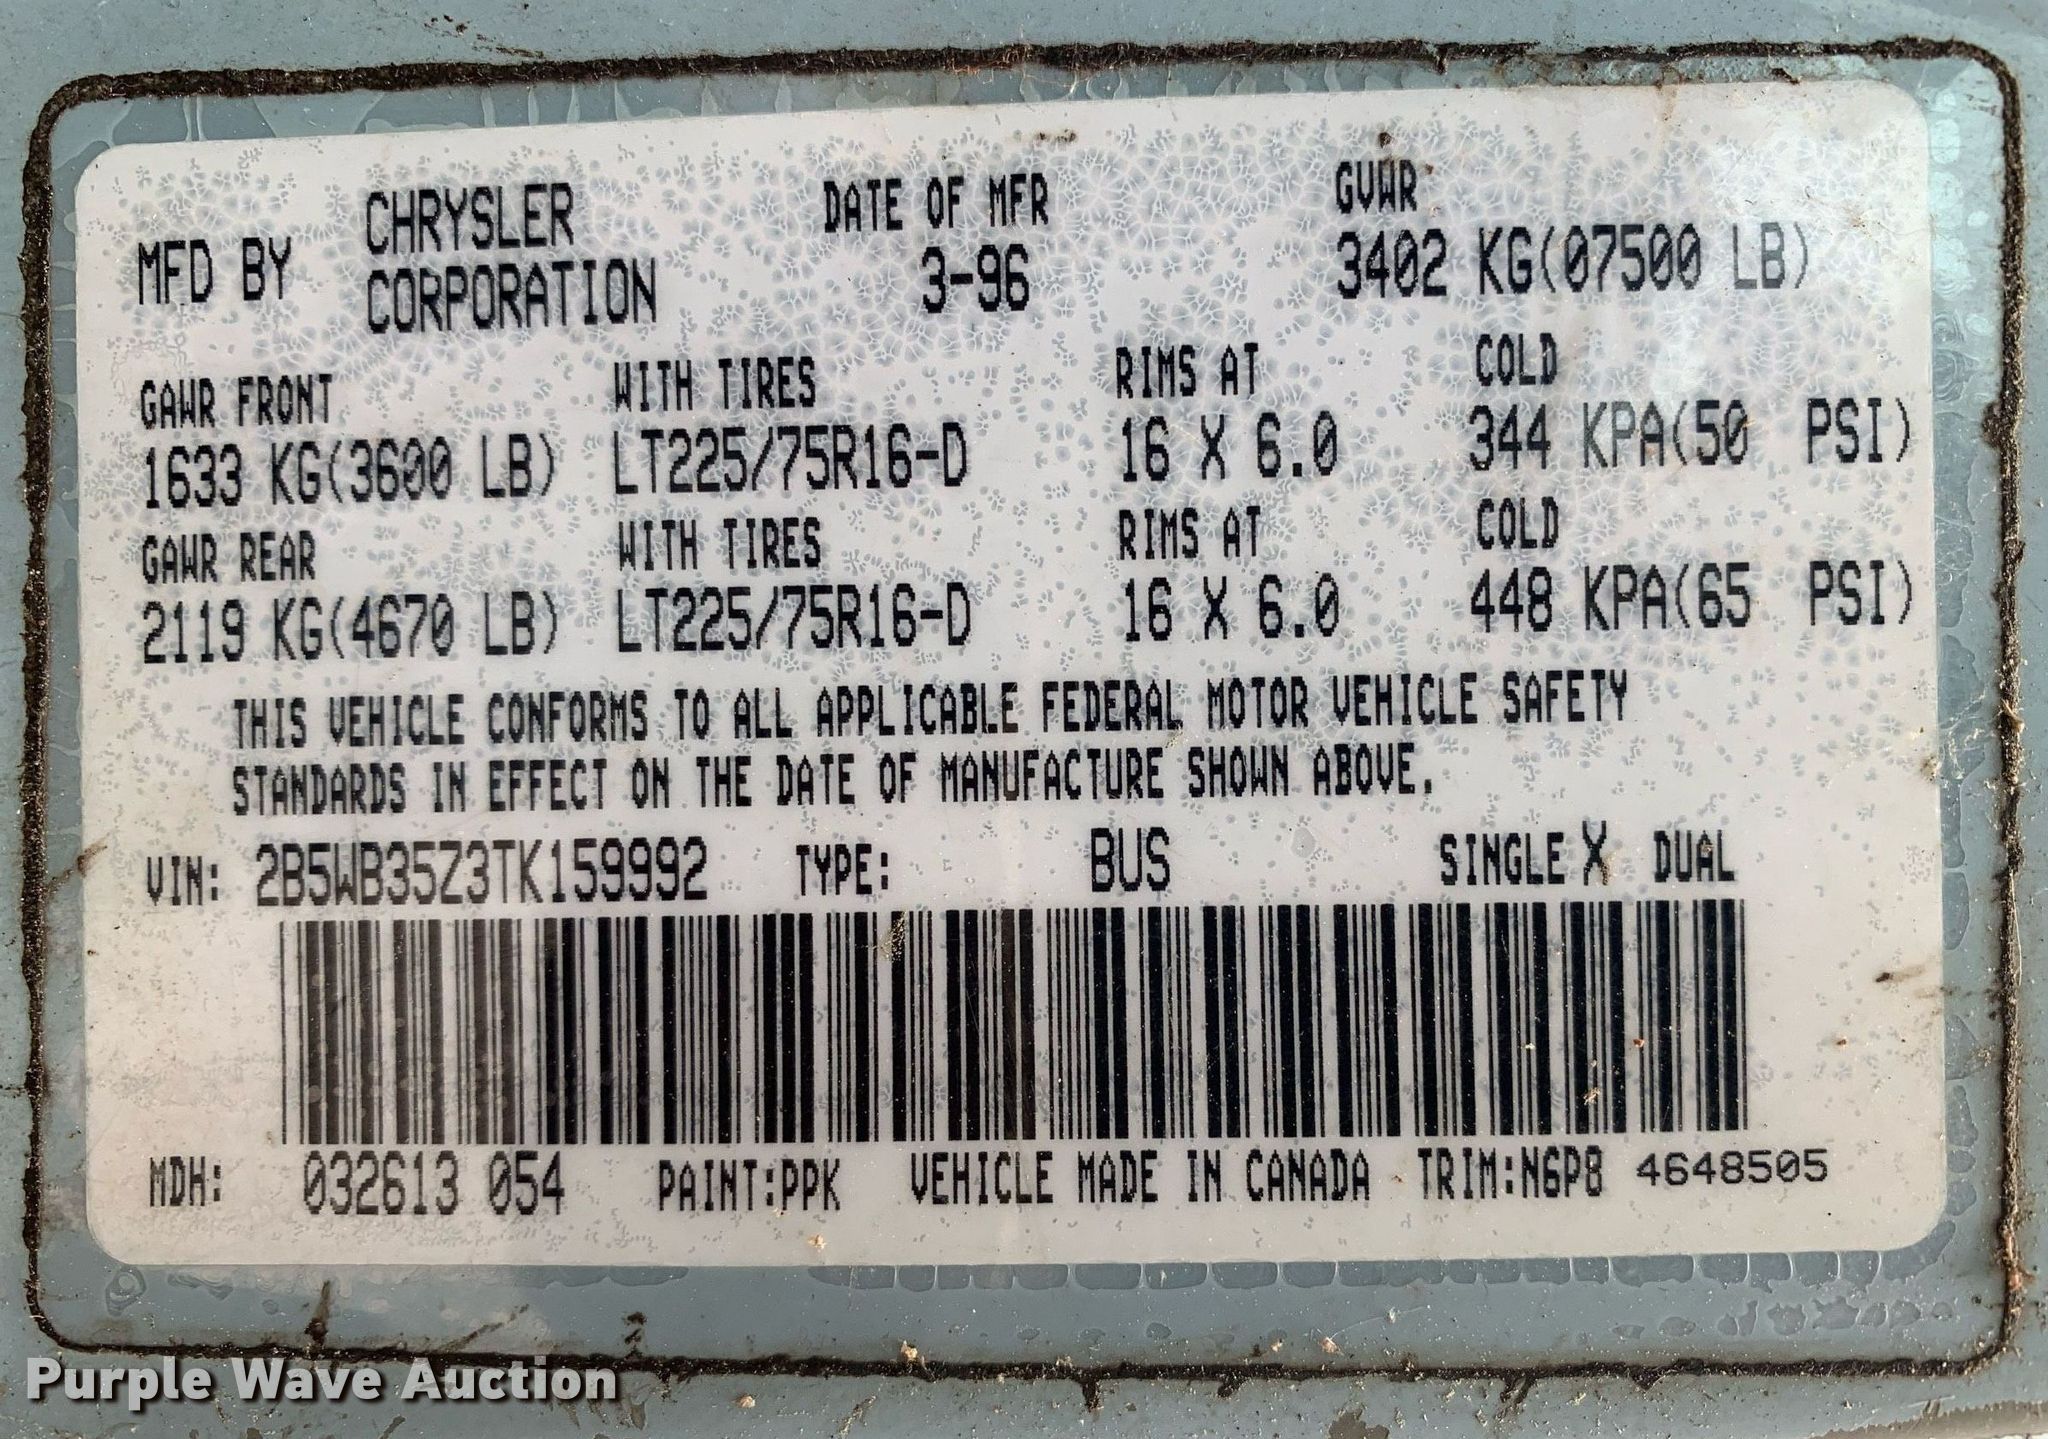 MFD BY CHRYSLER CORPORATION
DATE OF MFR 3-96
GVWR 3402 KG(07500 LB)
GAWR FRONT WITH TIRES RIMS AT COLD
1633 KG(3600 LB) LT225/75R16-D 16 X 6.0 344 KPA(50 PSI)
GAWR REAR WITH TIRES RIMS AT COLD
2119 KG(4670 LB) LT225/75R16-D 16 X 6.0 448 KPA(65 PSI)
THIS VEHICLE CONFORMS TO ALL APPLICABLE FEDERAL MOTOR VEHICLE SAFETY
STANDARDS IN EFFECT ON THE DATE OF MANUFACTURE SHOWN ABOVE.
VIN: 2B5WB35Z3TK159992 TYPE: BUS SINGLE X DUAL
MDH: 032613 054 PAINT:PPK VEHICLE MADE IN CANADA TRIM:N6P8 4648505
Purple Wave Auction